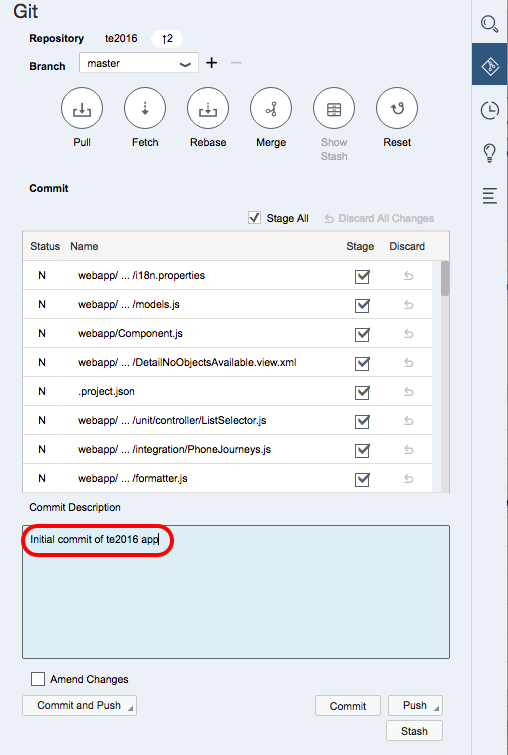 Git
Repository te2016 ↑2
Branch master + −
Pull Fetch Rebase Merge Show Stash Reset
Commit
Stage All Discard All Changes
Status Name Stage Discard
N webapp/ ... /i18n.properties
N webapp/ ... /models.js
N webapp/Component.js
N webapp/ ... /DetailNoObjectsAvailable.view.xml
N .project.json
N webapp/ ... /unit/controller/ListSelector.js
N webapp/ ... /integration/PhoneJourneys.js
N webapp/ ... /formatter.js
Commit Description
Initial commit of te2016 app
Amend Changes
Commit and Push Commit Push
Stash